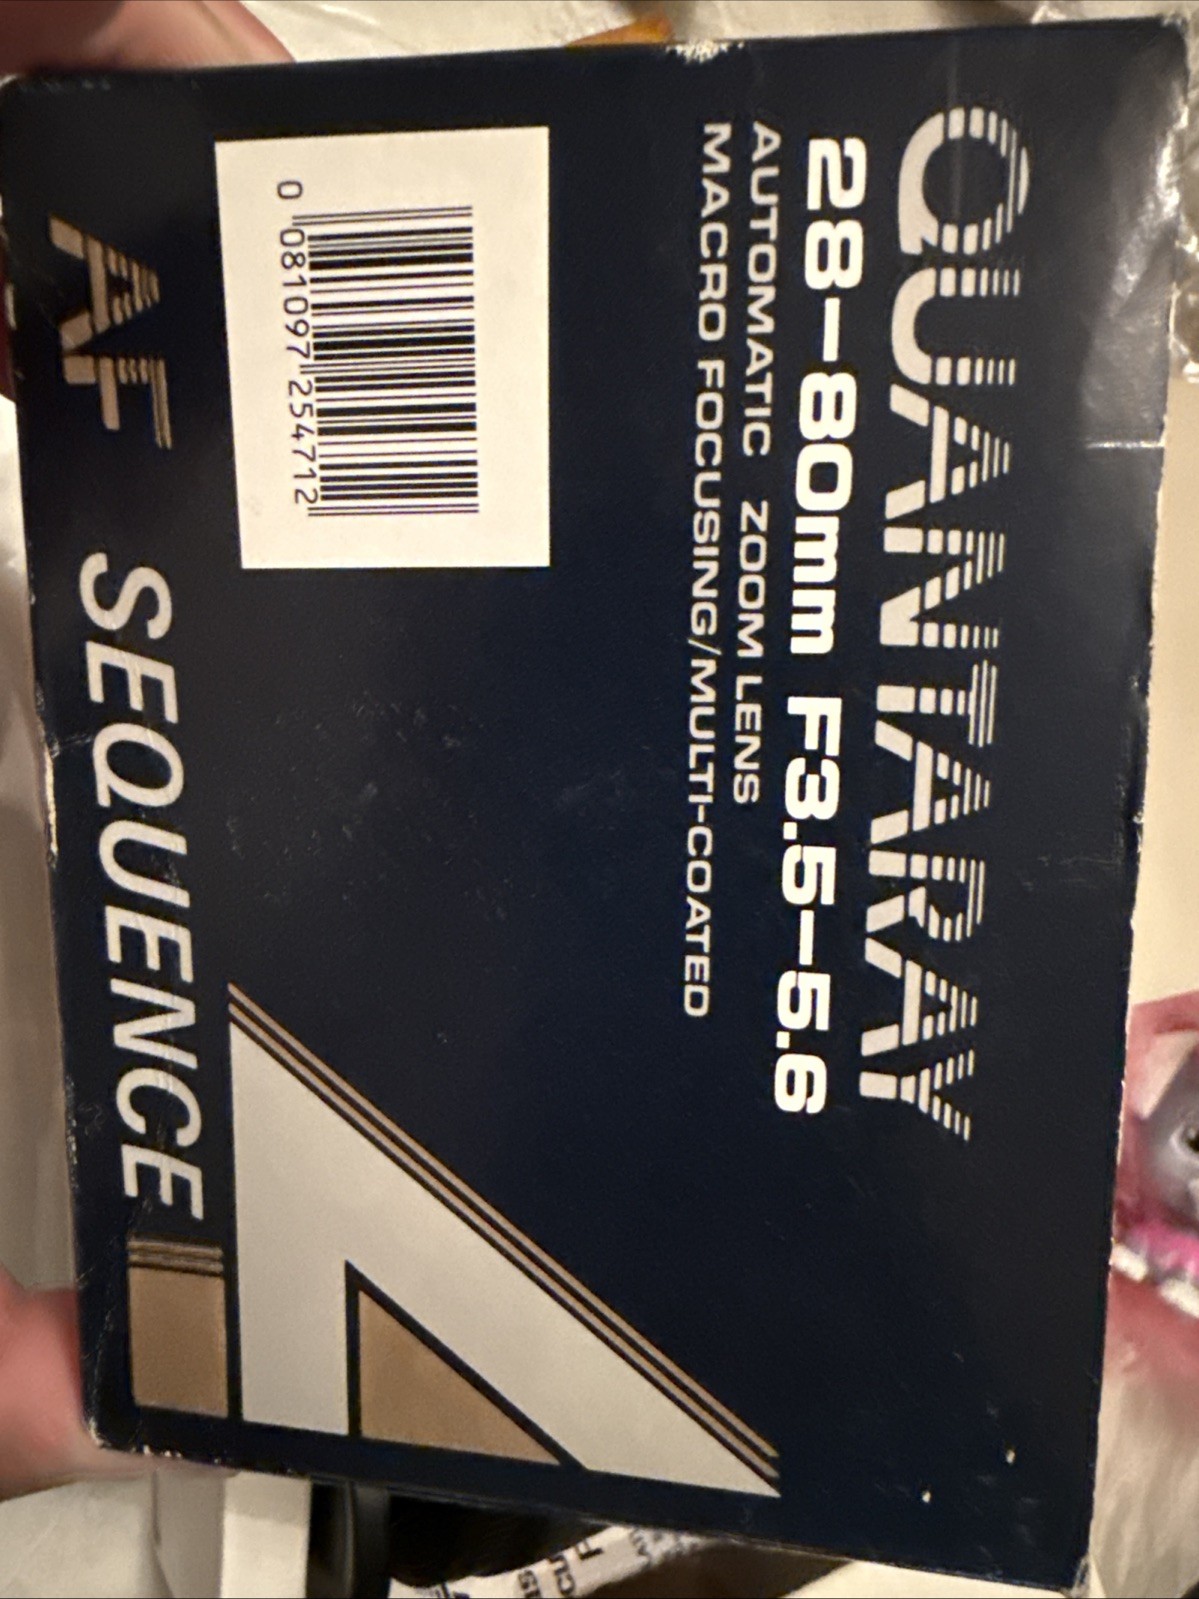 QUANTARAY
28-80mm F3.5-5.6
AUTOMATIC ZOOM LENS
MACRO FOCUSING/MULTI-COATED
0 081097 254712
AF SEQUENCE